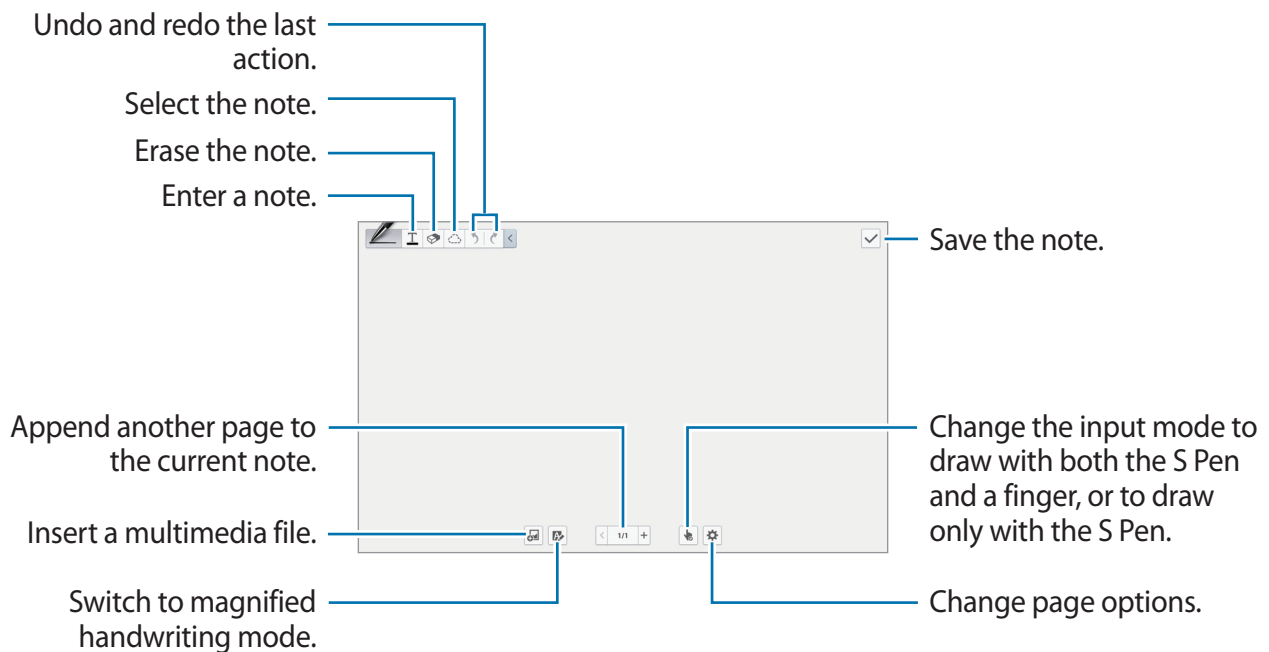 Undo and redo the last
action.
Select the note.
Erase the note.
Enter a note.
T
Save the note.
Append another page to
the current note.
Insert a multimedia file.
Switch to magnified
handwriting mode.
A
< 1/1 +
Change the input mode to
draw with both the S Pen
and a finger, or to draw
only with the S Pen.
Change page options.